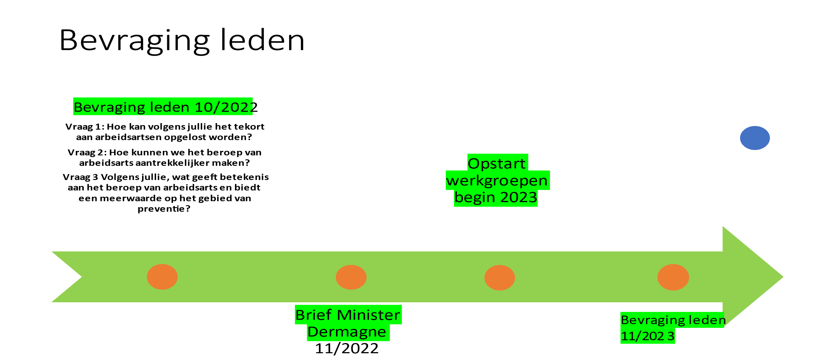 Bevraging leden
Bevraging leden 10/2022
Vraag 1: Hoe kan volgens jullie het tekort
aan arbeidsartsen opgelost worden?
Vraag 2: Hoe kunnen we het beroep van
arbeidsarts aantrekkelijker maken?
Vraag 3 Volgens jullie, wat geeft betekenis
aan het beroep van arbeidsarts en biedt
een meerwaarde op het gebied van
preventie?
Opstart
werkgroepen
begin 2023
Brief Minister
Dermagne
11/2022
Bevraging leden
11/202 3